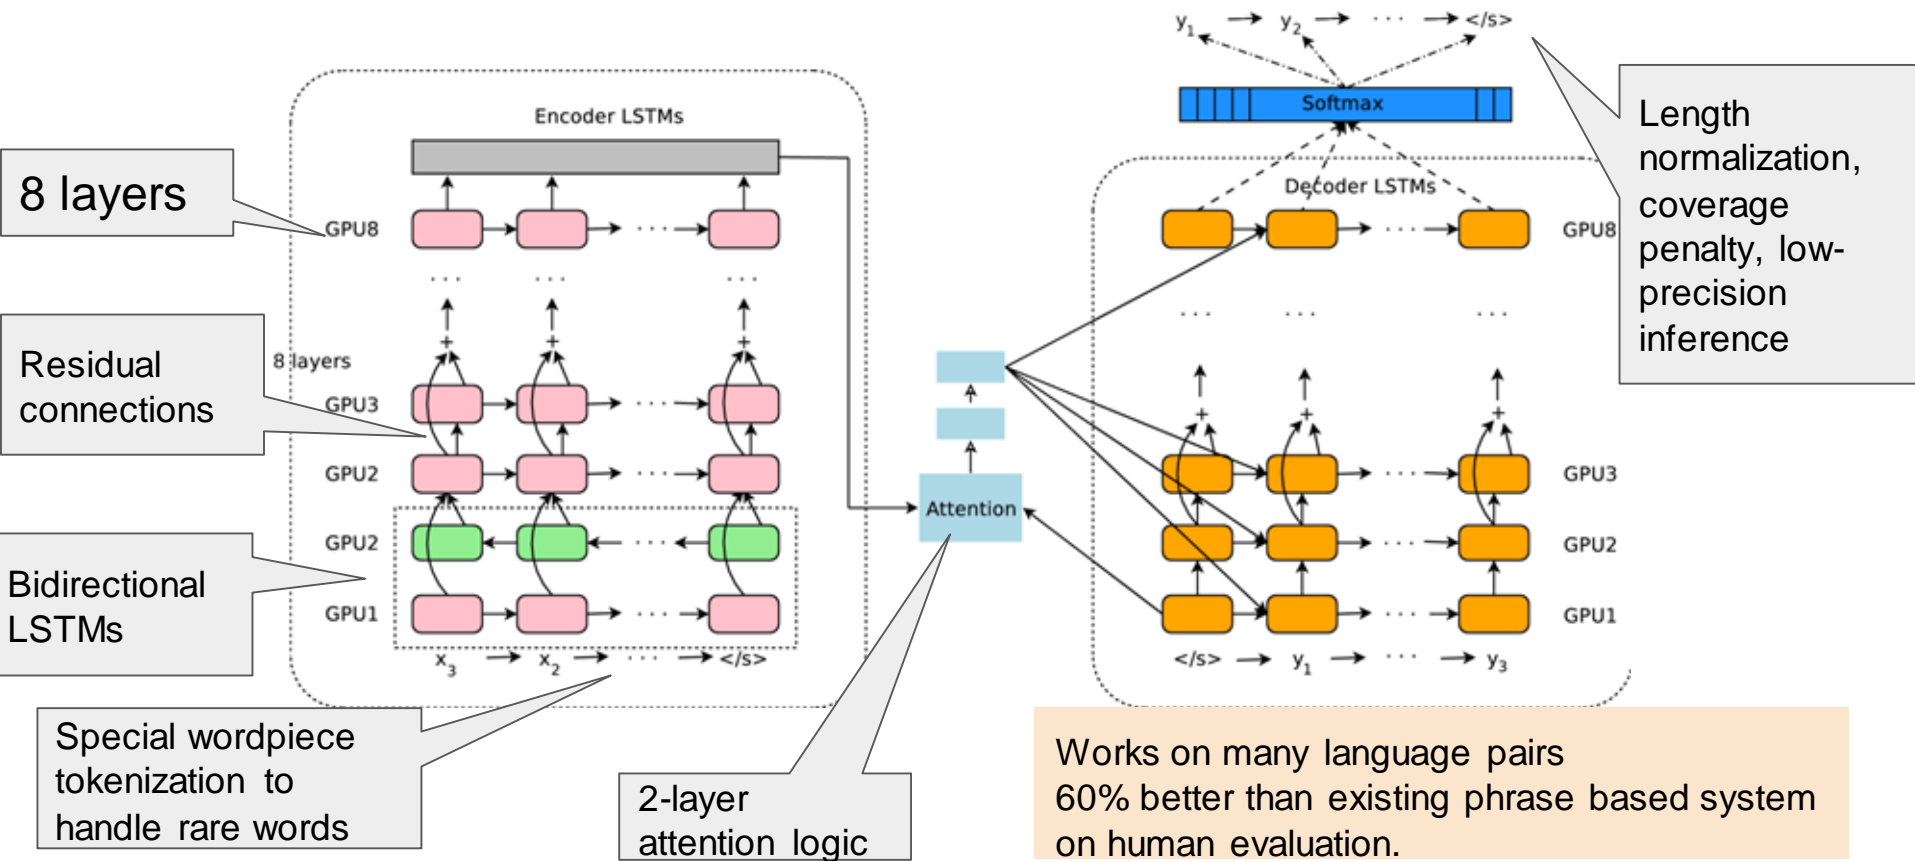 y1 → y2 → ... → </s>
Softmax
Length
normalization,
coverage
penalty, low-
precision
inference
Encoder LSTMs
8 layers
GPU8
Decoder LSTMs
GPU8
...
...
...
...
...
...
...
...
Residual
connections
8 layers
+
+
+
GPU3
...
GPU2
...
Bidirectional
LSTMs
GPU2
...
GPU1
...
x3 → x2 → ... → </s>
Attention
+
+
+
...
GPU3
...
GPU2
...
GPU1
</s> → y1 → ... → y3
Special wordpiece
tokenization to
handle rare words
2-layer
attention logic
Works on many language pairs
60% better than existing phrase based system
on human evaluation.